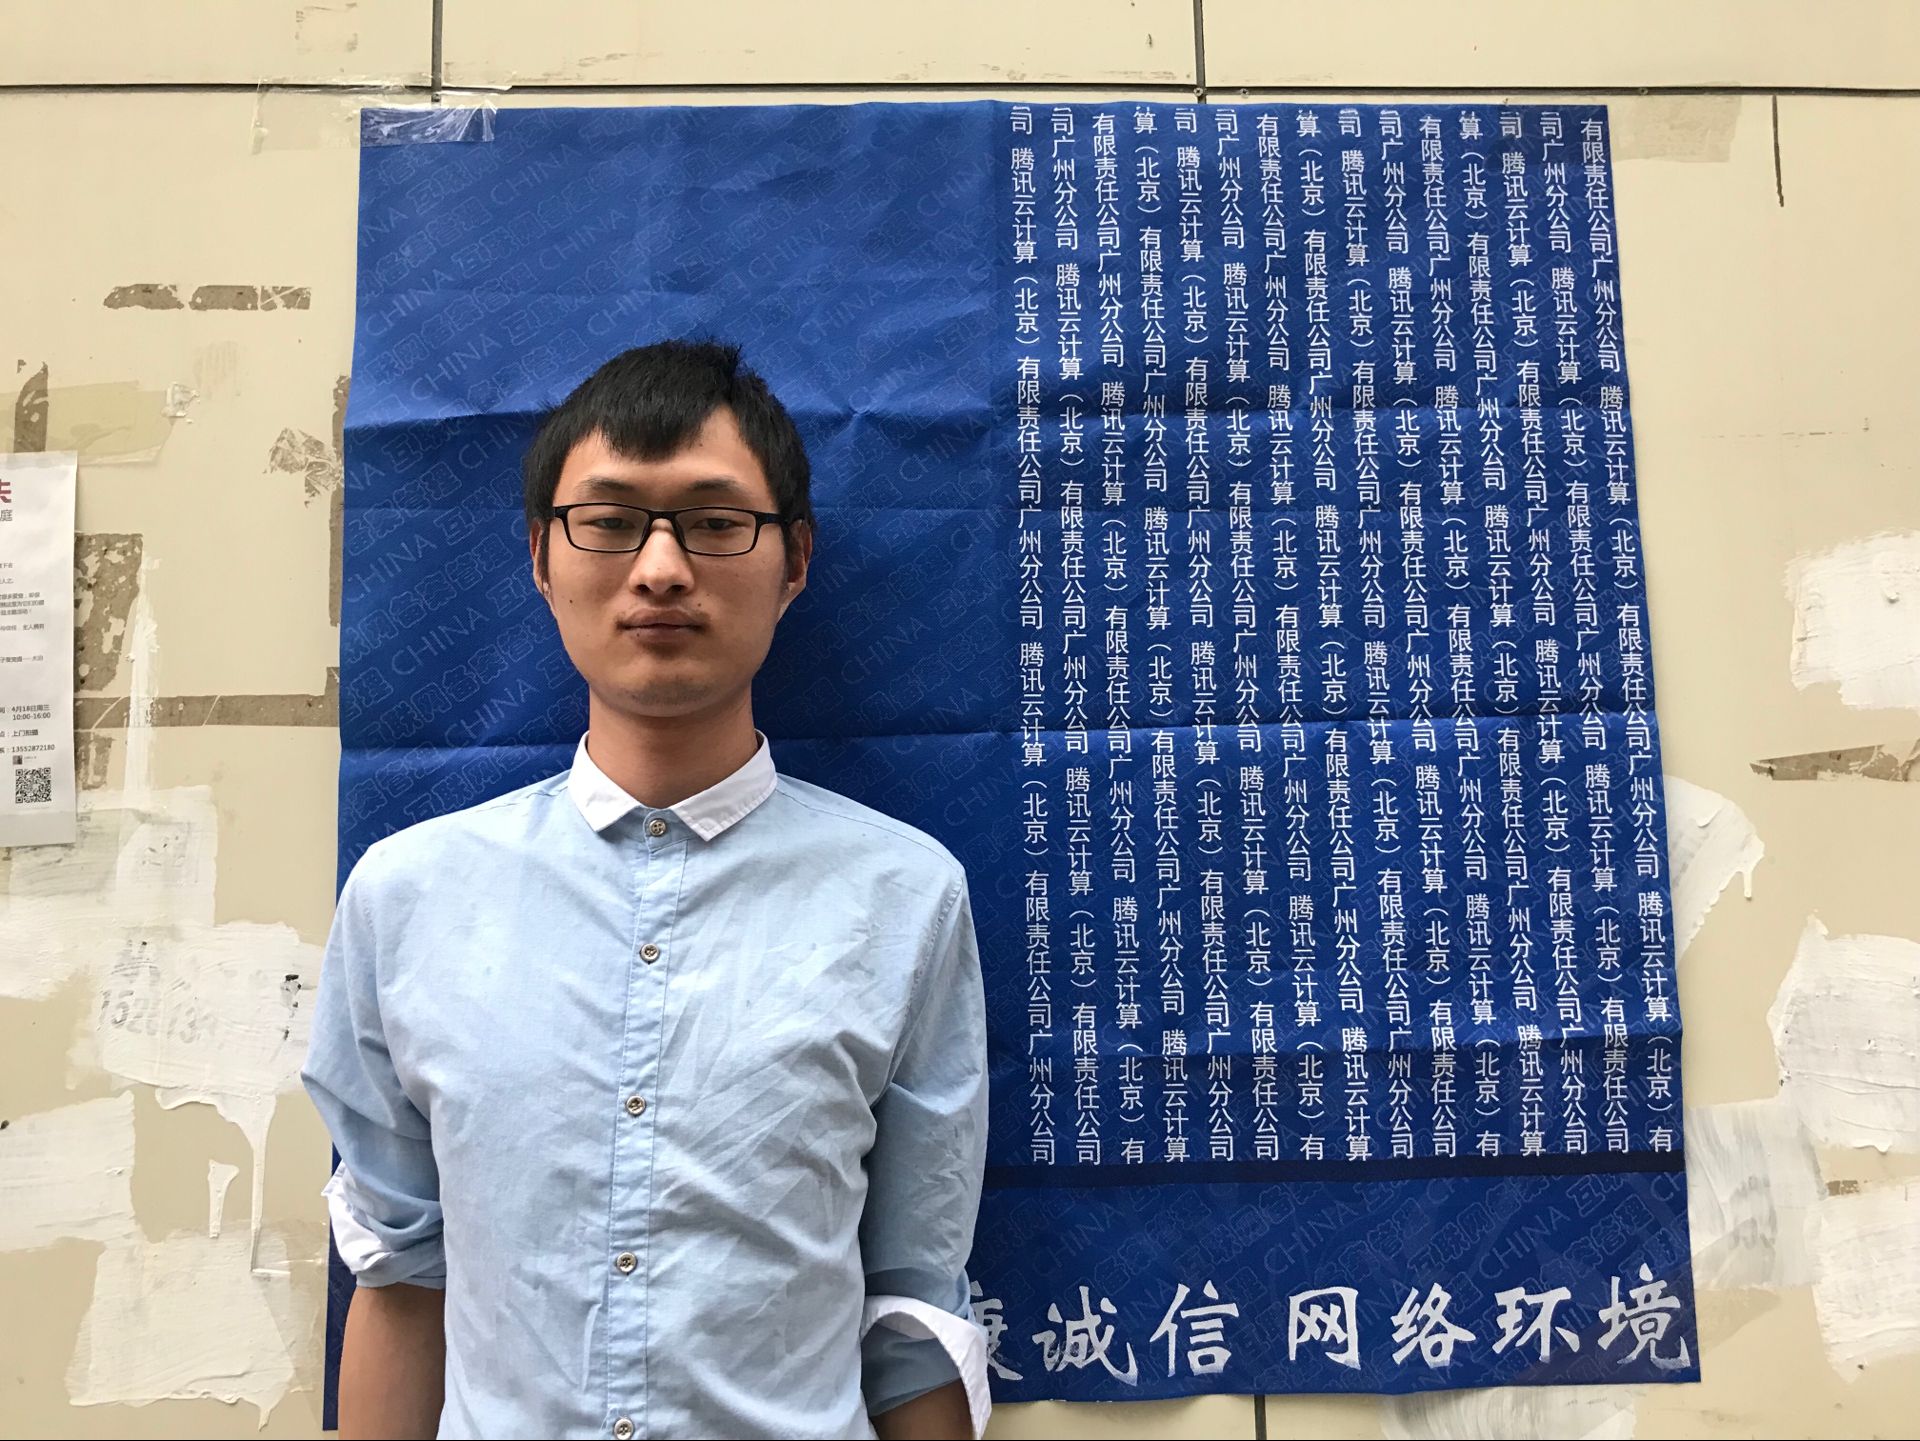 庭
4月18日周三
10:00-16:00
上门拍摄
13552872180
CHINA 互联网备案管理
司 腾讯云计算（北京）有限责任公司广州分公司 腾讯云计算（北京）有限责任公司广州分公司
司广州分公司 腾讯云计算（北京）有限责任公司广州分公司 腾讯云计算（北京）有限责任公司
有限责任公司广州分公司 腾讯云计算（北京）有限责任公司广州分公司 腾讯云计算（北京）有
算（北京）有限责任公司广州分公司 腾讯云计算（北京）有限责任公司广州分公司 腾讯云计算
司 腾讯云计算（北京）有限责任公司广州分公司 腾讯云计算（北京）有限责任公司广州分公司
司广州分公司 腾讯云计算（北京）有限责任公司广州分公司 腾讯云计算（北京）有限责任公司
有限责任公司广州分公司 腾讯云计算（北京）有限责任公司广州分公司 腾讯云计算（北京）有
算（北京）有限责任公司广州分公司 腾讯云计算（北京）有限责任公司广州分公司 腾讯云计算
司 腾讯云计算（北京）有限责任公司广州分公司 腾讯云计算（北京）有限责任公司广州分公司
司广州分公司 腾讯云计算（北京）有限责任公司广州分公司 腾讯云计算（北京）有限责任公司
有限责任公司广州分公司 腾讯云计算（北京）有限责任公司广州分公司 腾讯云计算（北京）有
算（北京）有限责任公司广州分公司 腾讯云计算（北京）有限责任公司广州分公司 腾讯云计算
司 腾讯云计算（北京）有限责任公司广州分公司 腾讯云计算（北京）有限责任公司广州分公司
司广州分公司 腾讯云计算（北京）有限责任公司广州分公司 腾讯云计算（北京）有限责任公司
有限责任公司广州分公司 腾讯云计算（北京）有限责任公司广州分公司 腾讯云计算（北京）有
康诚信网络环境